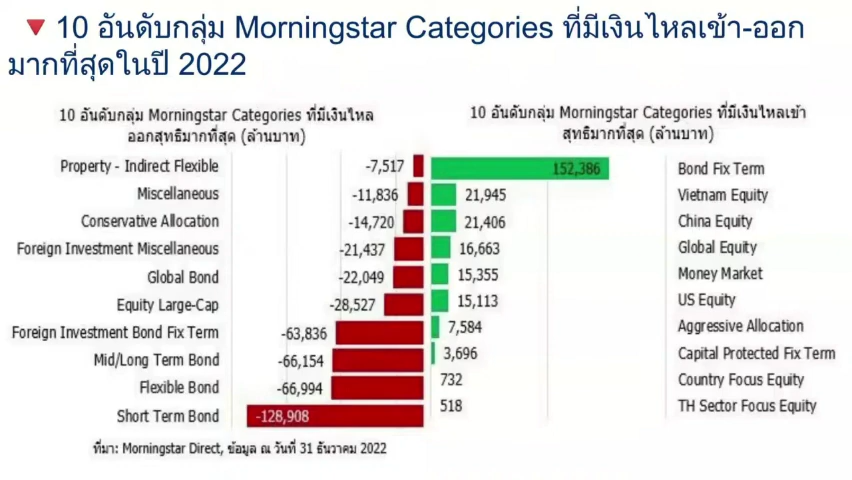 🔻10 อันดับกลุ่ม Morningstar Categories ที่มีเงินไหลเข้า-ออก
มากที่สุดในปี 2022
10 อันดับกลุ่ม Morningstar Categories ที่มีเงินไหล
ออกสุทธิมากที่สุด (ล้านบาท)
Property - Indirect Flexible -7,517
Miscellaneous -11,836
Conservative Allocation -14,720
Foreign Investment Miscellaneous -21,437
Global Bond -22,049
Equity Large-Cap -28,527
Foreign Investment Bond Fix Term -63,836
Mid/Long Term Bond -66,154
Flexible Bond -66,994
Short Term Bond -128,908
10 อันดับกลุ่ม Morningstar Categories ที่มีเงินไหลเข้า
สุทธิมากที่สุด (ล้านบาท)
152,386 Bond Fix Term
21,945 Vietnam Equity
21,406 China Equity
16,663 Global Equity
15,355 Money Market
15,113 US Equity
7,584 Aggressive Allocation
3,696 Capital Protected Fix Term
732 Country Focus Equity
518 TH Sector Focus Equity
ที่มา: Morningstar Direct, ข้อมูล ณ วันที่ 31 ธันวาคม 2022